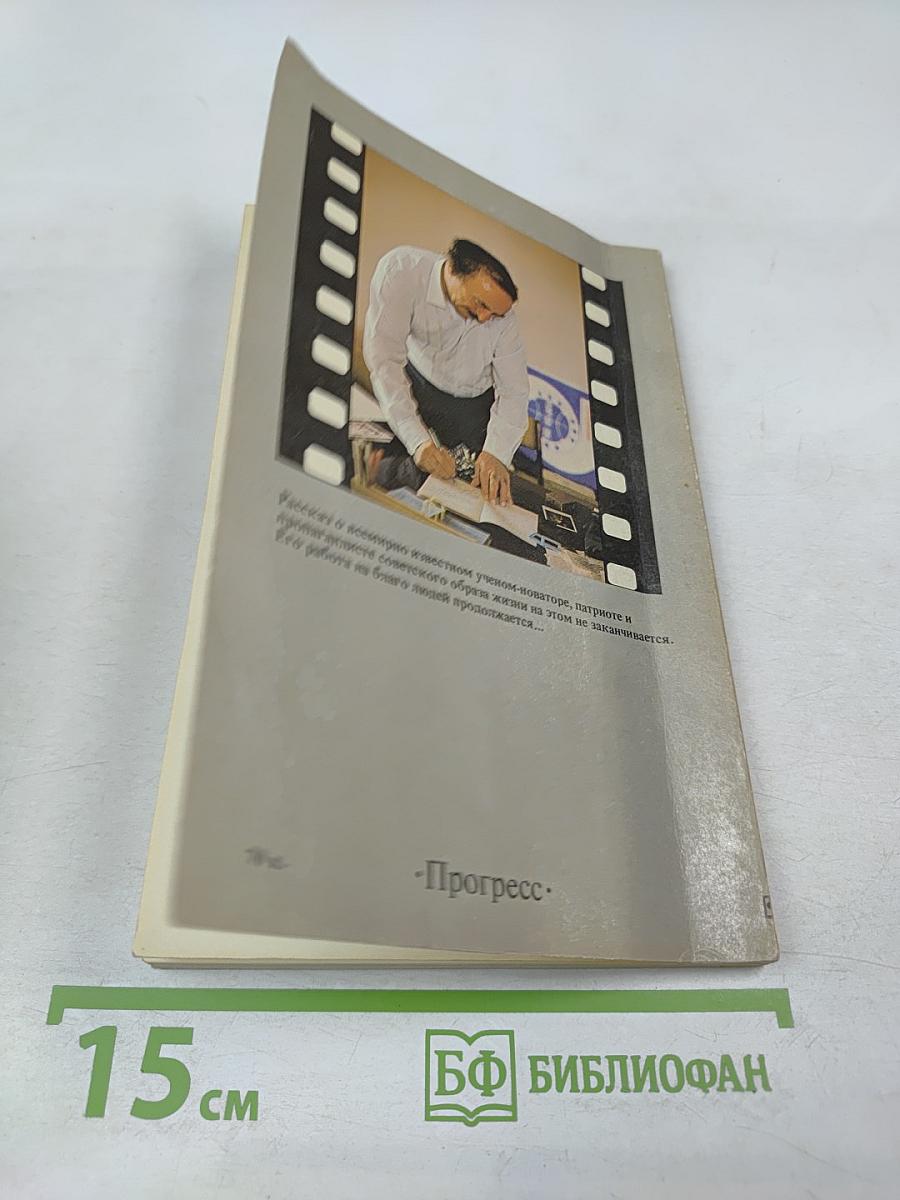 Рассказ о всемирно известном ученом-новаторе, патриоте и
пропагандисте советского образа жизни на этом не заканчивается.
Его работа на благо людей продолжается...
·Прогресс·
15 см
БФ БИБЛИОФАН